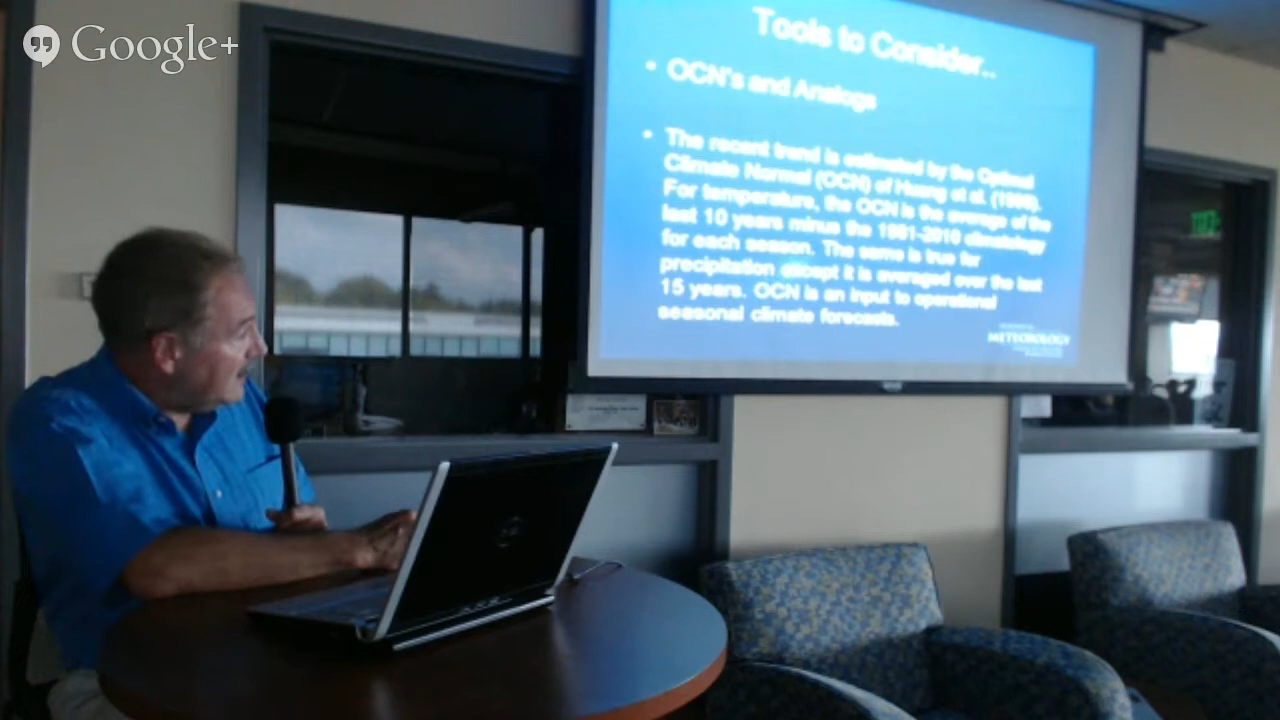 Google+
Tools to Consider..
• OCN's and Analogs
• The recent trend is estimated by the Optimal
Climate Normal (OCN) of Huang et al. (1996).
For temperature, the OCN is the average of the
last 10 years minus the 1981-2010 climatology
for each season. The same is true for
precipitation except it is averaged over the last
15 years. OCN is an input to operational
seasonal climate forecasts.
METEOROLOGY